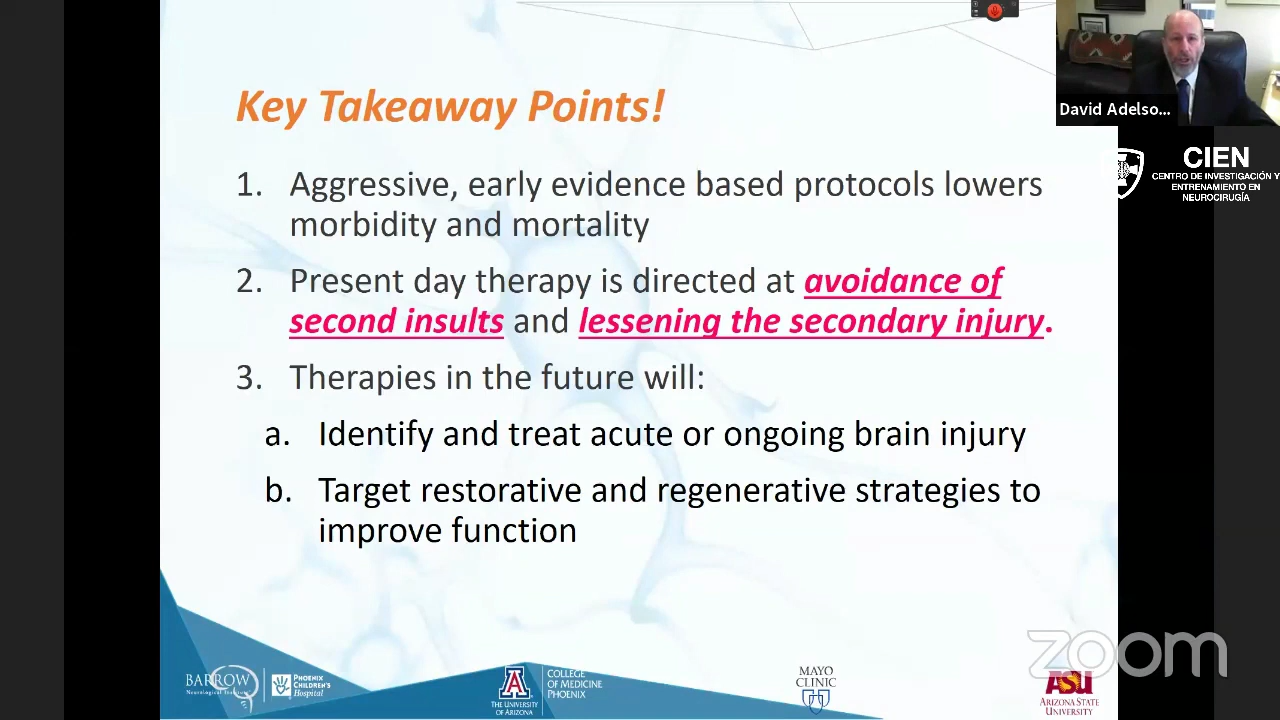 Key Takeaway Points!
1. Aggressive, early evidence based protocols lowers
morbidity and mortality
2. Present day therapy is directed at avoidance of
second insults and lessening the secondary injury.
3. Therapies in the future will:
a. Identify and treat acute or ongoing brain injury
b. Target restorative and regenerative strategies to
improve function
David Adelso...
CIEN
CENTRO DE INVESTIGACIÓN Y
ENTRENAMIENTO EN
NEUROCIRUGÍA
BARROW
Neurological Institute
PHOENIX
CHILDREN'S
Hospital
THE UNIVERSITY
OF ARIZONA
COLLEGE
OF MEDICINE
PHOENIX
MAYO
CLINIC
ASU
ARIZONA STATE
UNIVERSITY
zoom